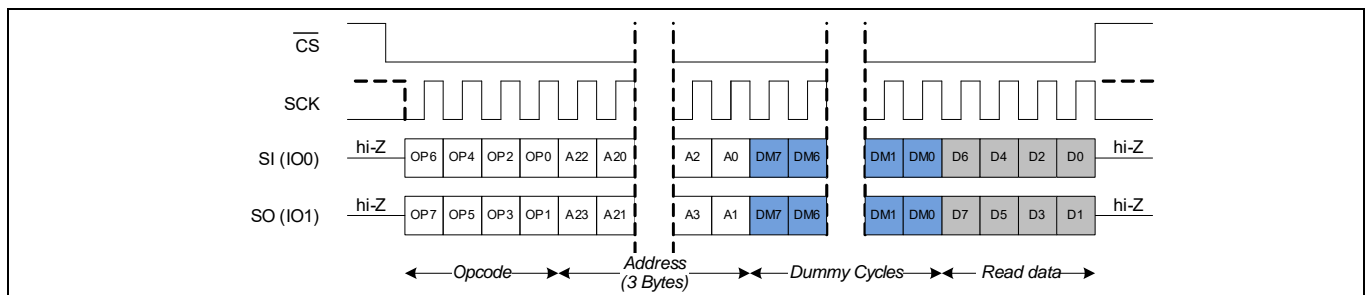 CS
SCK
SI (IO0) hi-Z OP6 OP4 OP2 OP0 A22 A20 A2 A0 DM7 DM6 DM1 DM0 D6 D4 D2 D0 hi-Z
SO (IO1) hi-Z OP7 OP5 OP3 OP1 A23 A21 A3 A1 DM7 DM6 DM1 DM0 D7 D5 D3 D1 hi-Z
Opcode Address Dummy Cycles Read data
(3 Bytes)